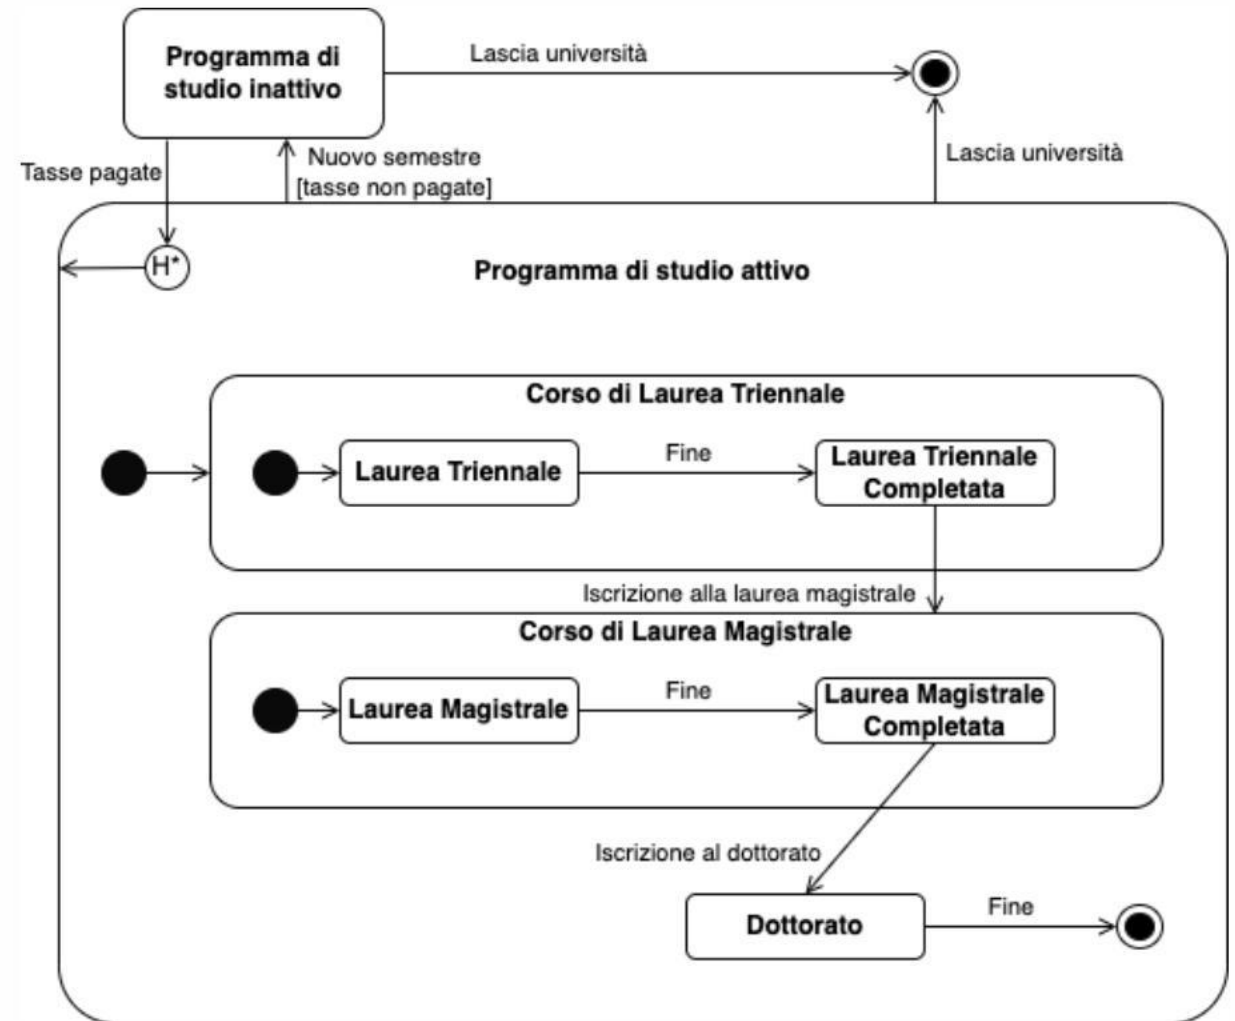 Programma di
studio inattivo
Lascia università
Tasse pagate
Nuovo semestre
[tasse non pagate]
Lascia università
H*
Programma di studio attivo
Corso di Laurea Triennale
Laurea Triennale
Fine
Laurea Triennale
Completata
Iscrizione alla laurea magistrale
Corso di Laurea Magistrale
Laurea Magistrale
Fine
Laurea Magistrale
Completata
Iscrizione al dottorato
Dottorato
Fine